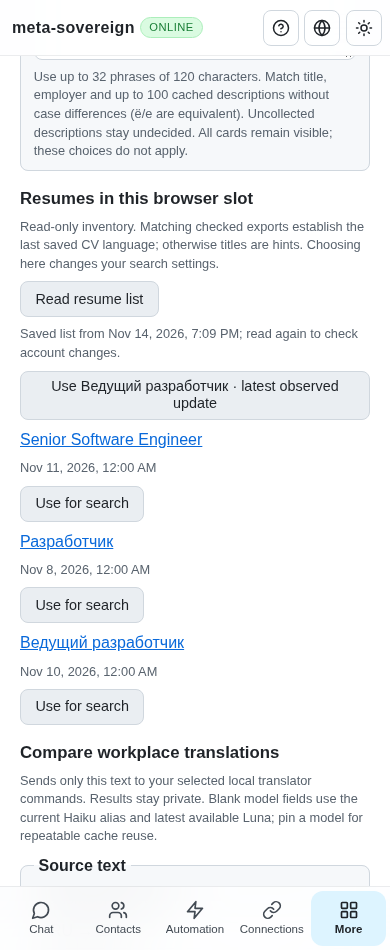 meta-sovereign ONLINE
Use up to 32 phrases of 120 characters. Match title,
employer and up to 100 cached descriptions without
case differences (ё/е are equivalent). Uncollected
descriptions stay undecided. All cards remain visible;
these choices do not apply.
Resumes in this browser slot
Read-only inventory. Matching checked exports establish the
last saved CV language; otherwise titles are hints. Choosing
here changes your search settings.
Read resume list
Saved list from Nov 14, 2026, 7:09 PM; read again to check
account changes.
Use Ведущий разработчик · latest observed
update
Senior Software Engineer
Nov 11, 2026, 12:00 AM
Use for search
Разработчик
Nov 8, 2026, 12:00 AM
Use for search
Ведущий разработчик
Nov 10, 2026, 12:00 AM
Use for search
Compare workplace translations
Sends only this text to your selected local translator
commands. Results stay private. Blank model fields use the
current Haiku alias and latest available Luna; pin a model for
repeatable cache reuse.
Source text
Chat Contacts Automation Connections More